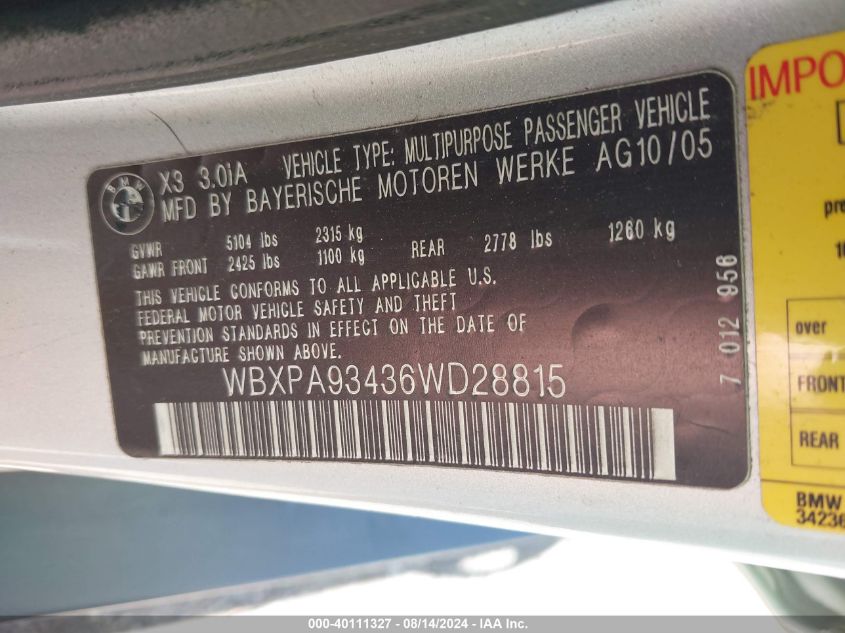 BMW
X3 3.0iA VEHICLE TYPE: MULTIPURPOSE PASSENGER VEHICLE
MFD BY BAYERISCHE MOTOREN WERKE AG10/05
GVWR 5104 lbs 2315 kg
GAWR FRONT 2425 lbs 1100 kg REAR 2778 lbs 1260 kg
THIS VEHICLE CONFORMS TO ALL APPLICABLE U.S.
FEDERAL MOTOR VEHICLE SAFETY AND THEFT
PREVENTION STANDARDS IN EFFECT ON THE DATE OF
MANUFACTURE SHOWN ABOVE.
WBXPA93436WD28815
7 012 956
over
FRONT
REAR
BMW
000-40111327 - 08/14/2024 - IAA Inc.